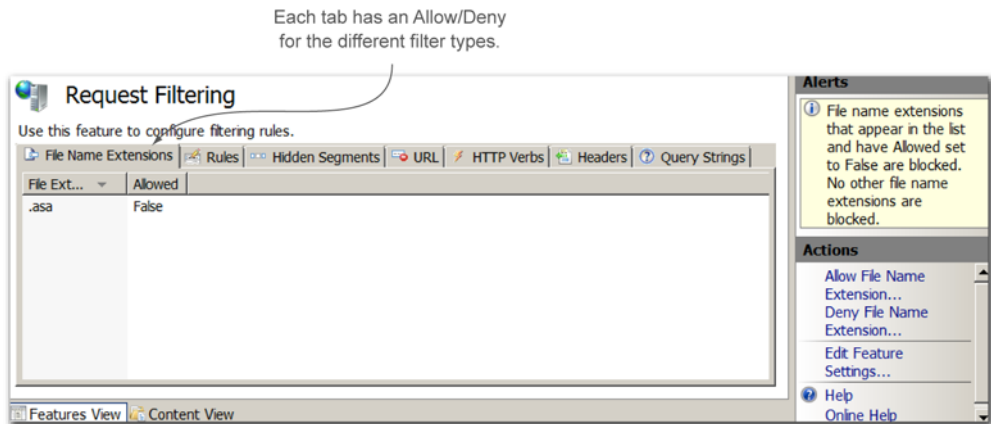 Each tab has an Allow/Deny
for the different filter types.
Request Filtering
Use this feature to configure filtering rules.
File Name Extensions Rules Hidden Segments URL HTTP Verbs Headers Query Strings
File Ext... Allowed
.asa False
Features View Content View
Alerts
File name extensions
that appear in the list
and have Allowed set
to False are blocked.
No other file name
extensions are
blocked.
Actions
Allow File Name
Extension...
Deny File Name
Extension...
Edit Feature
Settings...
Help
Online Help